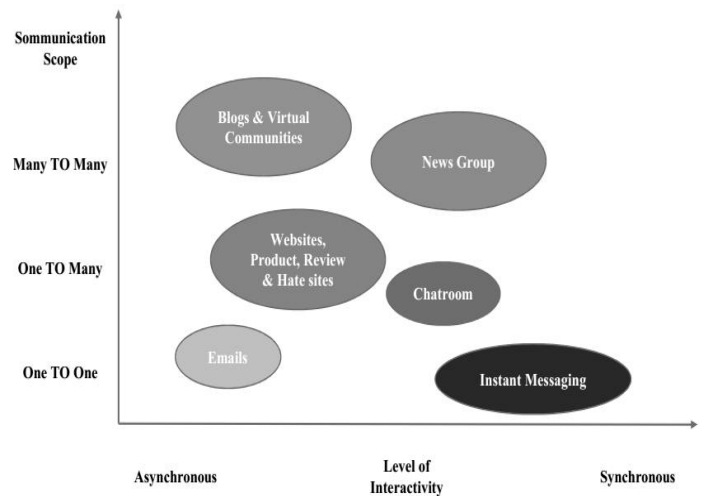 Sommunication
Scope
Blogs & Virtual
Communities
Many TO Many
News Group
Websites,
Product, Review
& Hate sites
One TO Many
Chatroom
Emails
One TO One
Instant Messaging
Asynchronous
Level of
Interactivity
Synchronous